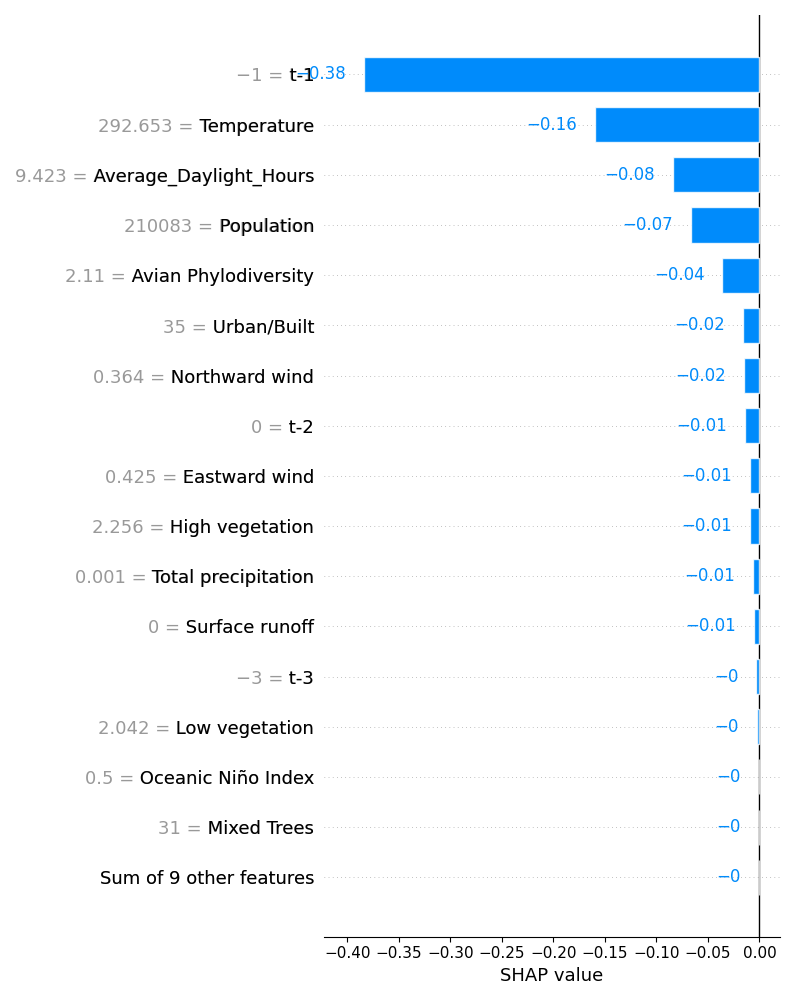 −1 = t-1 −0.38
292.653 = Temperature −0.16
9.423 = Average_Daylight_Hours −0.08
210083 = Population −0.07
2.11 = Avian Phylodiversity −0.04
35 = Urban/Built −0.02
0.364 = Northward wind −0.02
0 = t-2 −0.01
0.425 = Eastward wind −0.01
2.256 = High vegetation −0.01
0.001 = Total precipitation −0.01
0 = Surface runoff −0.01
−3 = t-3 −0
2.042 = Low vegetation −0
0.5 = Oceanic Niño Index −0
31 = Mixed Trees −0
Sum of 9 other features −0
−0.40 −0.35 −0.30 −0.25 −0.20 −0.15 −0.10 −0.05 0.00
SHAP value